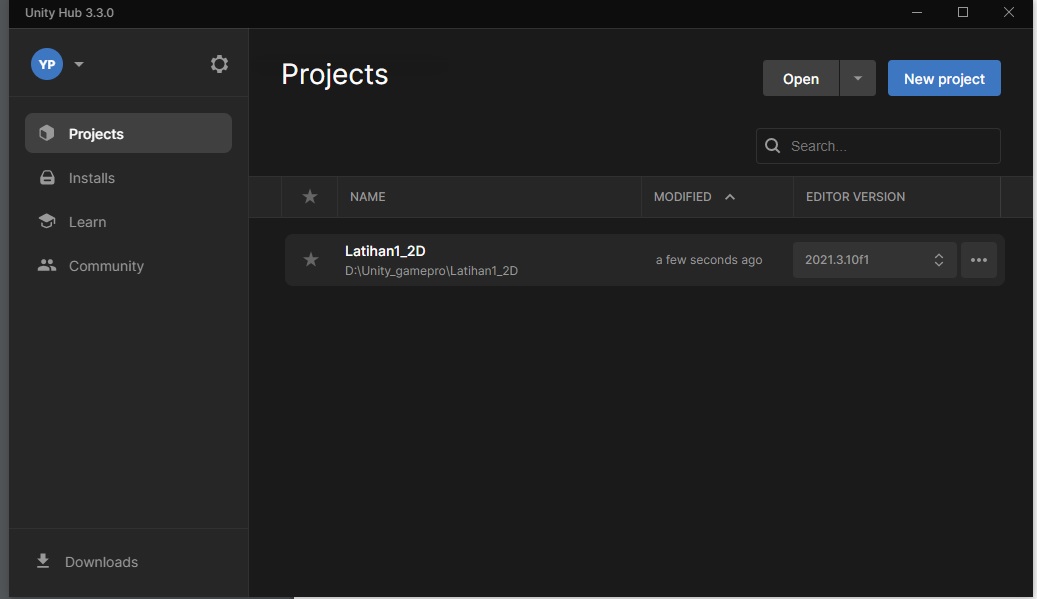 Unity Hub 3.3.0
YP
Projects
Installs
Learn
Community
Downloads
Projects
Open
New project
Search...
NAME
MODIFIED
EDITOR VERSION
Latihan1_2D
D:\Unity_gamepro\Latihan1_2D
a few seconds ago
2021.3.10f1